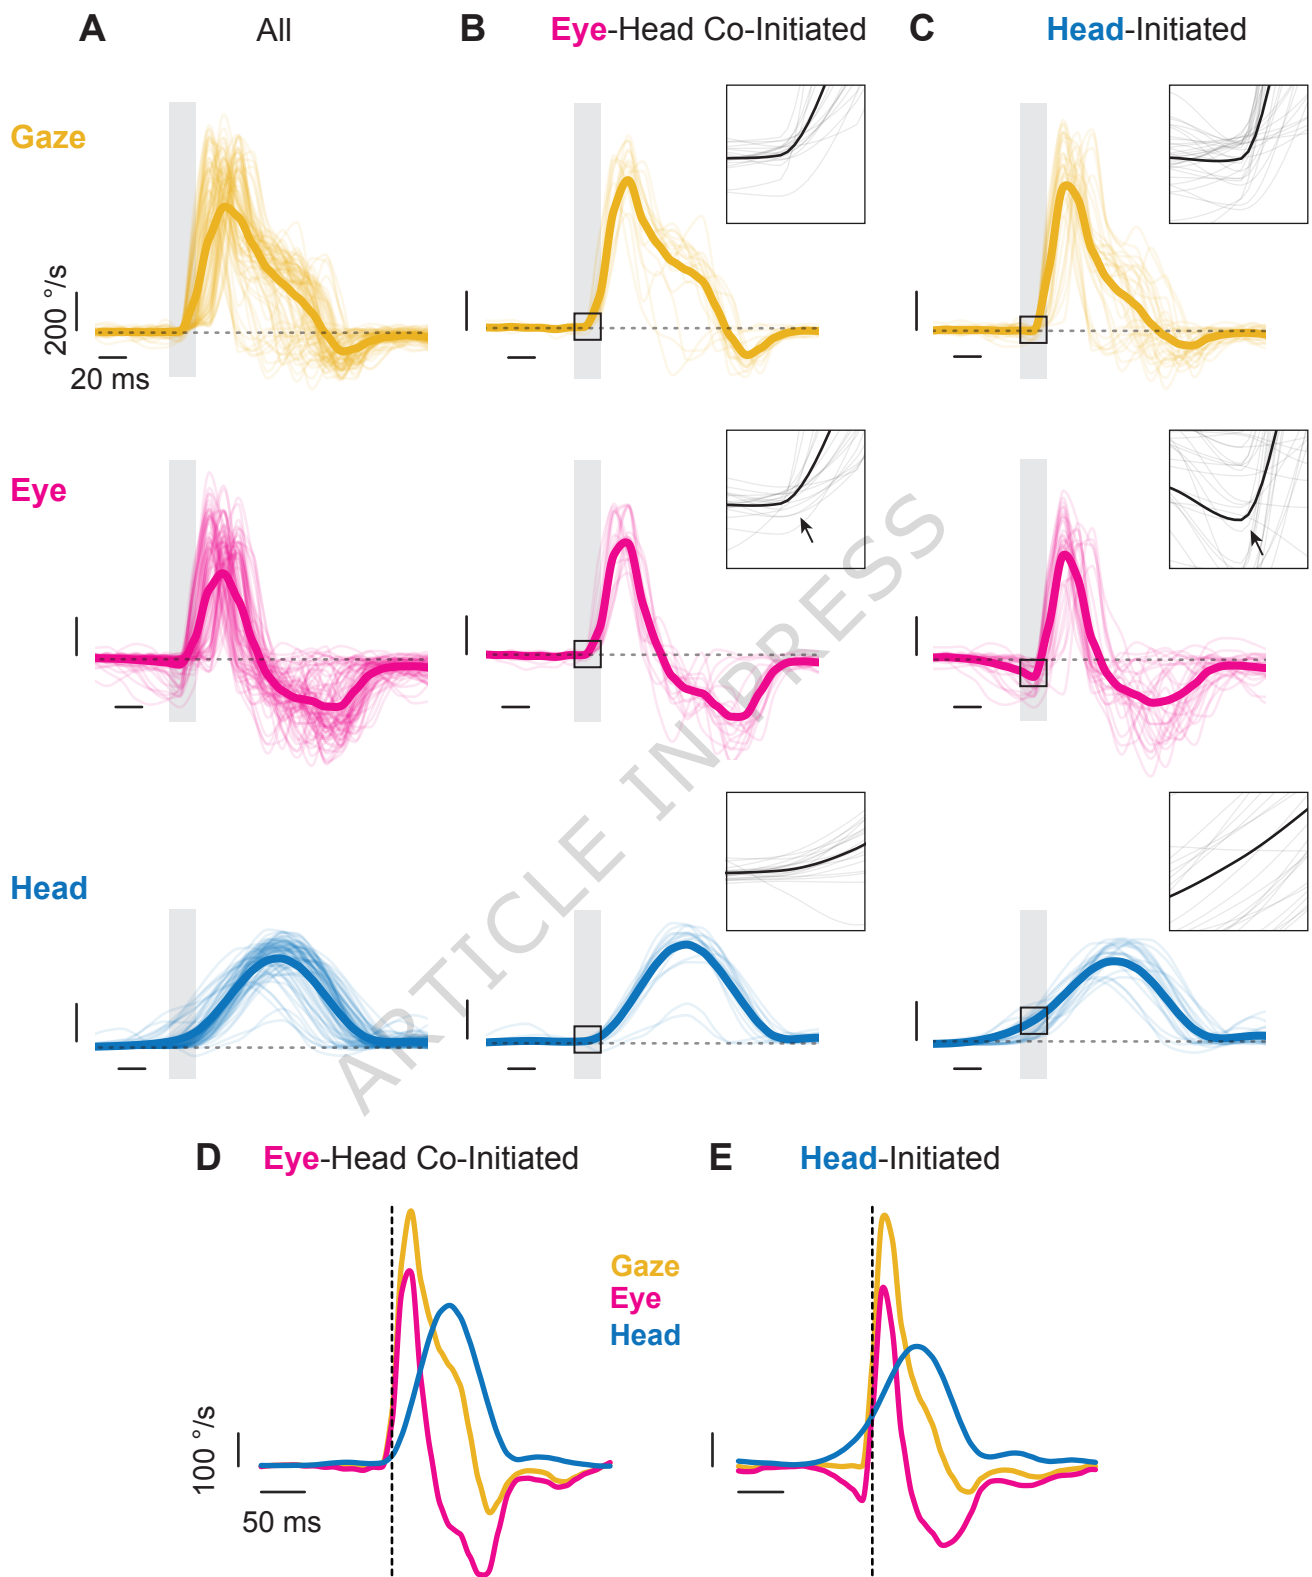 A All
B Eye-Head Co-Initiated
C Head-Initiated
Gaze
200 °/s
20 ms
Eye
Head
ARTICLE IN PRESS
D Eye-Head Co-Initiated
E Head-Initiated
Gaze
Eye
Head
100 °/s
50 ms